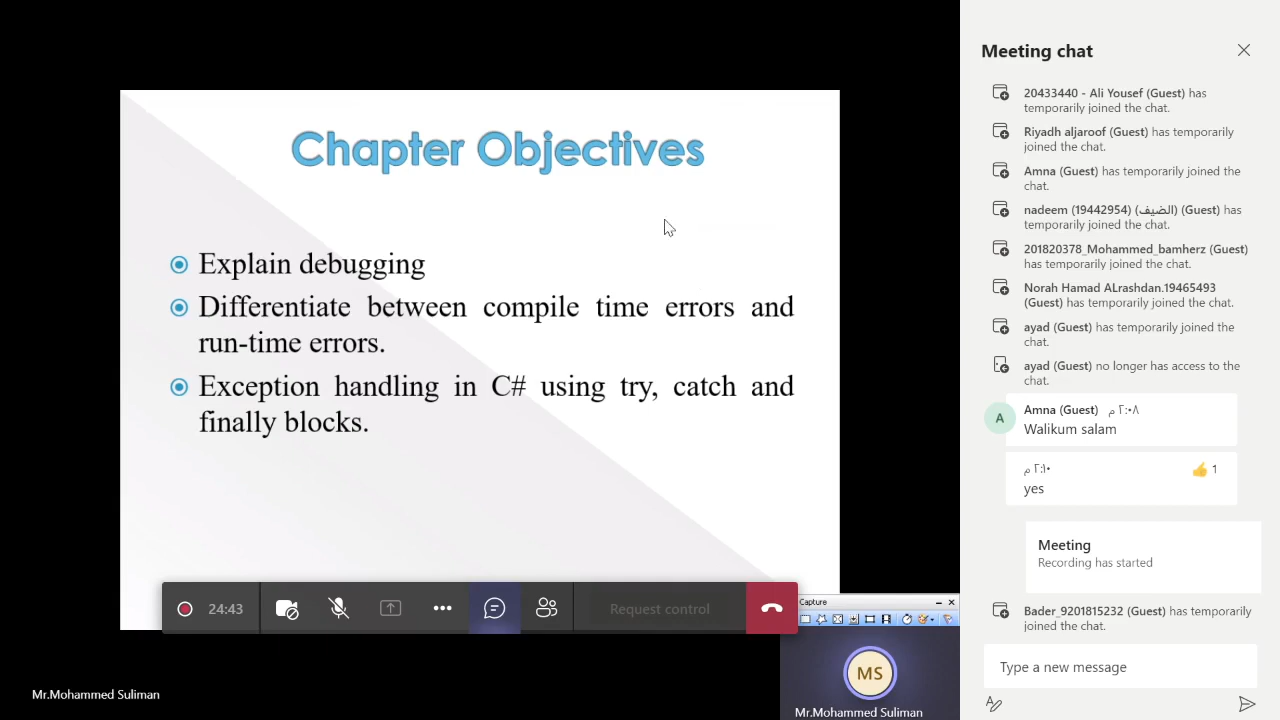 Chapter Objectives
Explain debugging
Differentiate between compile time errors and
run-time errors.
Exception handling in C# using try, catch and
finally blocks.
24:43
Request control
Capture
MS
Mr.Mohammed Suliman
Mr.Mohammed Suliman
Meeting chat
20433440 - Ali Yousef (Guest) has
temporarily joined the chat.
Riyadh aljaroof (Guest) has temporarily
joined the chat.
Amna (Guest) has temporarily joined the
chat.
nadeem (19442954) (الضيف) (Guest) has
temporarily joined the chat.
201820378_Mohammed_bamherz (Guest)
has temporarily joined the chat.
Norah Hamad ALrashdan.19465493
(Guest) has temporarily joined the chat.
ayad (Guest) has temporarily joined the
chat.
ayad (Guest) no longer has access to the
chat.
A
Amna (Guest) ٢:٠٨ م
Walikum salam
٢:١٠ م
👍 1
yes
Meeting
Recording has started
Bader_9201815232 (Guest) has temporarily
joined the chat.
Type a new message